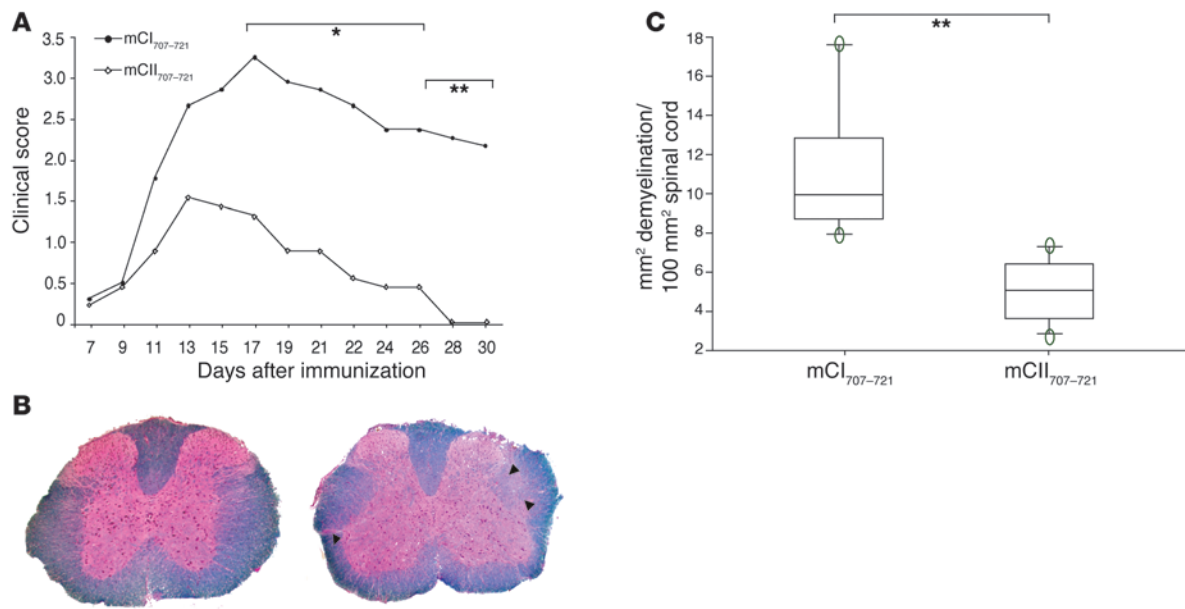 A
*
mCI707–721
mCII707–721
**
Clinical score
3.5
3.0
2.5
2.0
1.5
1.0
0.5
0
7 9 11 13 15 17 19 21 22 24 26 28 30
Days after immunization
B
C
**
mm² demyelination/
100 mm² spinal cord
18
16
14
12
10
8
6
4
2
mCI707–721
mCII707–721